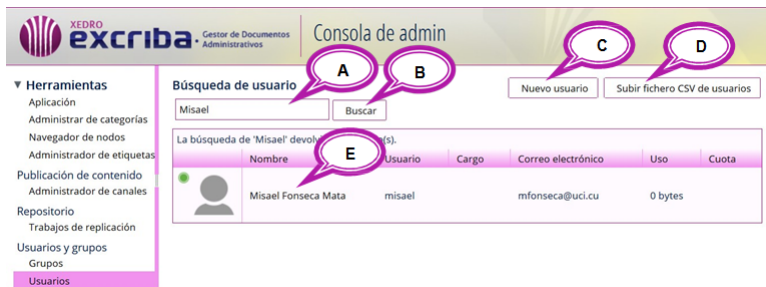 XEDRO
excriba
Gestor de Documentos
Administrativos
Consola de admin
Herramientas
Aplicación
Administrar de categorías
Navegador de nodos
Administrador de etiquetas
Publicación de contenido
Administrador de canales
Repositorio
Trabajos de replicación
Usuarios y grupos
Grupos
Usuarios
Búsqueda de usuario
A
B
C
D
Misael
Buscar
Nuevo usuario
Subir fichero CSV de usuarios
La búsqueda de 'Misael'
E
Nombre Usuario Cargo Correo electrónico Uso Cuota
Misael Fonseca Mata misael mfonseca@uci.cu 0 bytes